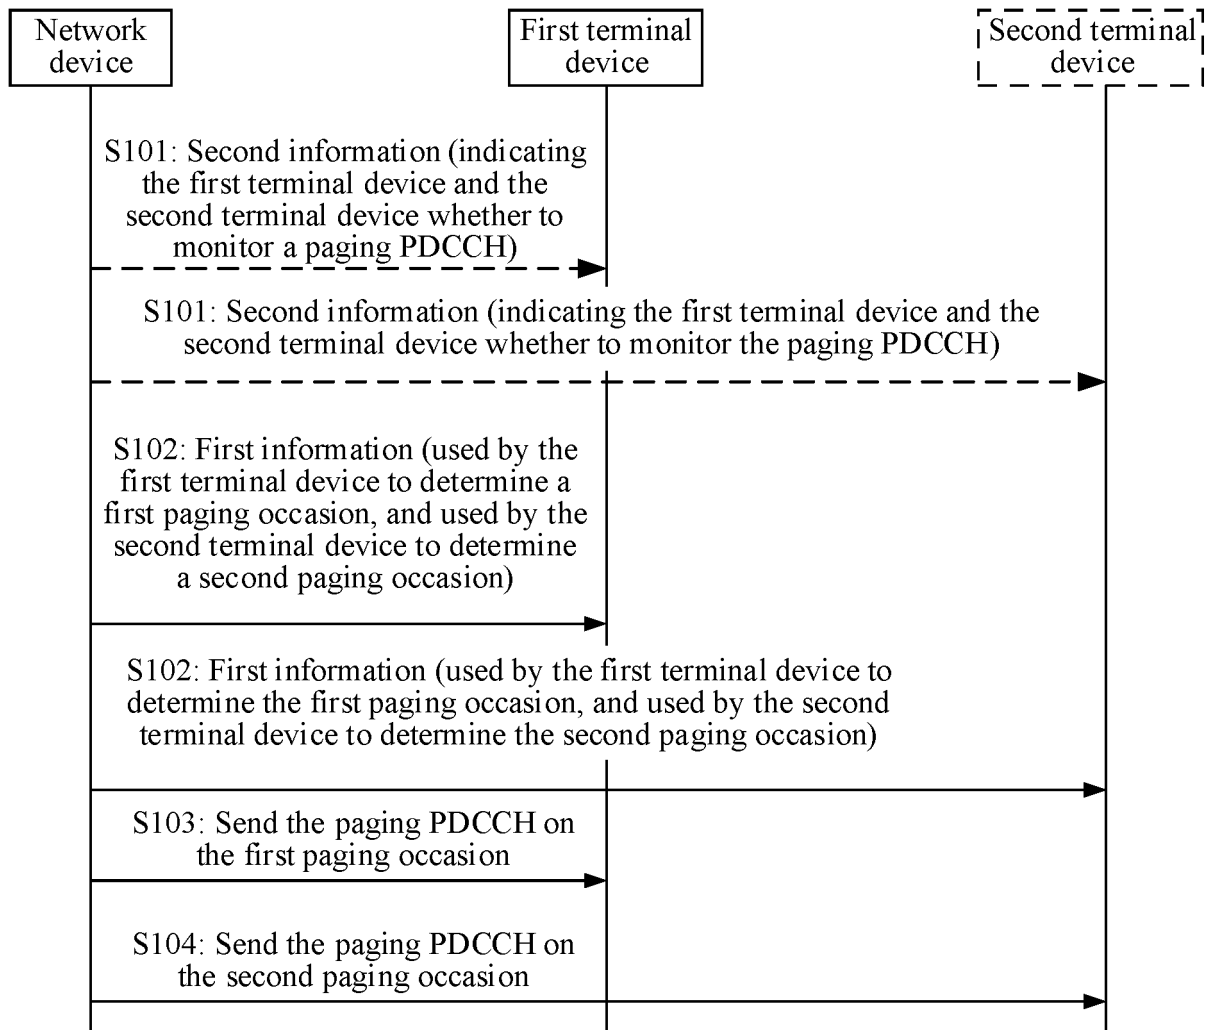 Network
device
First terminal
device
Second terminal
device
S101: Second information (indicating
the first terminal device and the
second terminal device whether to
monitor a paging PDCCH)
S101: Second information (indicating the first terminal device and the
second terminal device whether to monitor the paging PDCCH)
S102: First information (used by the
first terminal device to determine a
first paging occasion, and used by the
second terminal device to determine
a second paging occasion)
S102: First information (used by the first terminal device to
determine the first paging occasion, and used by the second
terminal device to determine the second paging occasion)
S103: Send the paging PDCCH on
the first paging occasion
S104: Send the paging PDCCH on
the second paging occasion